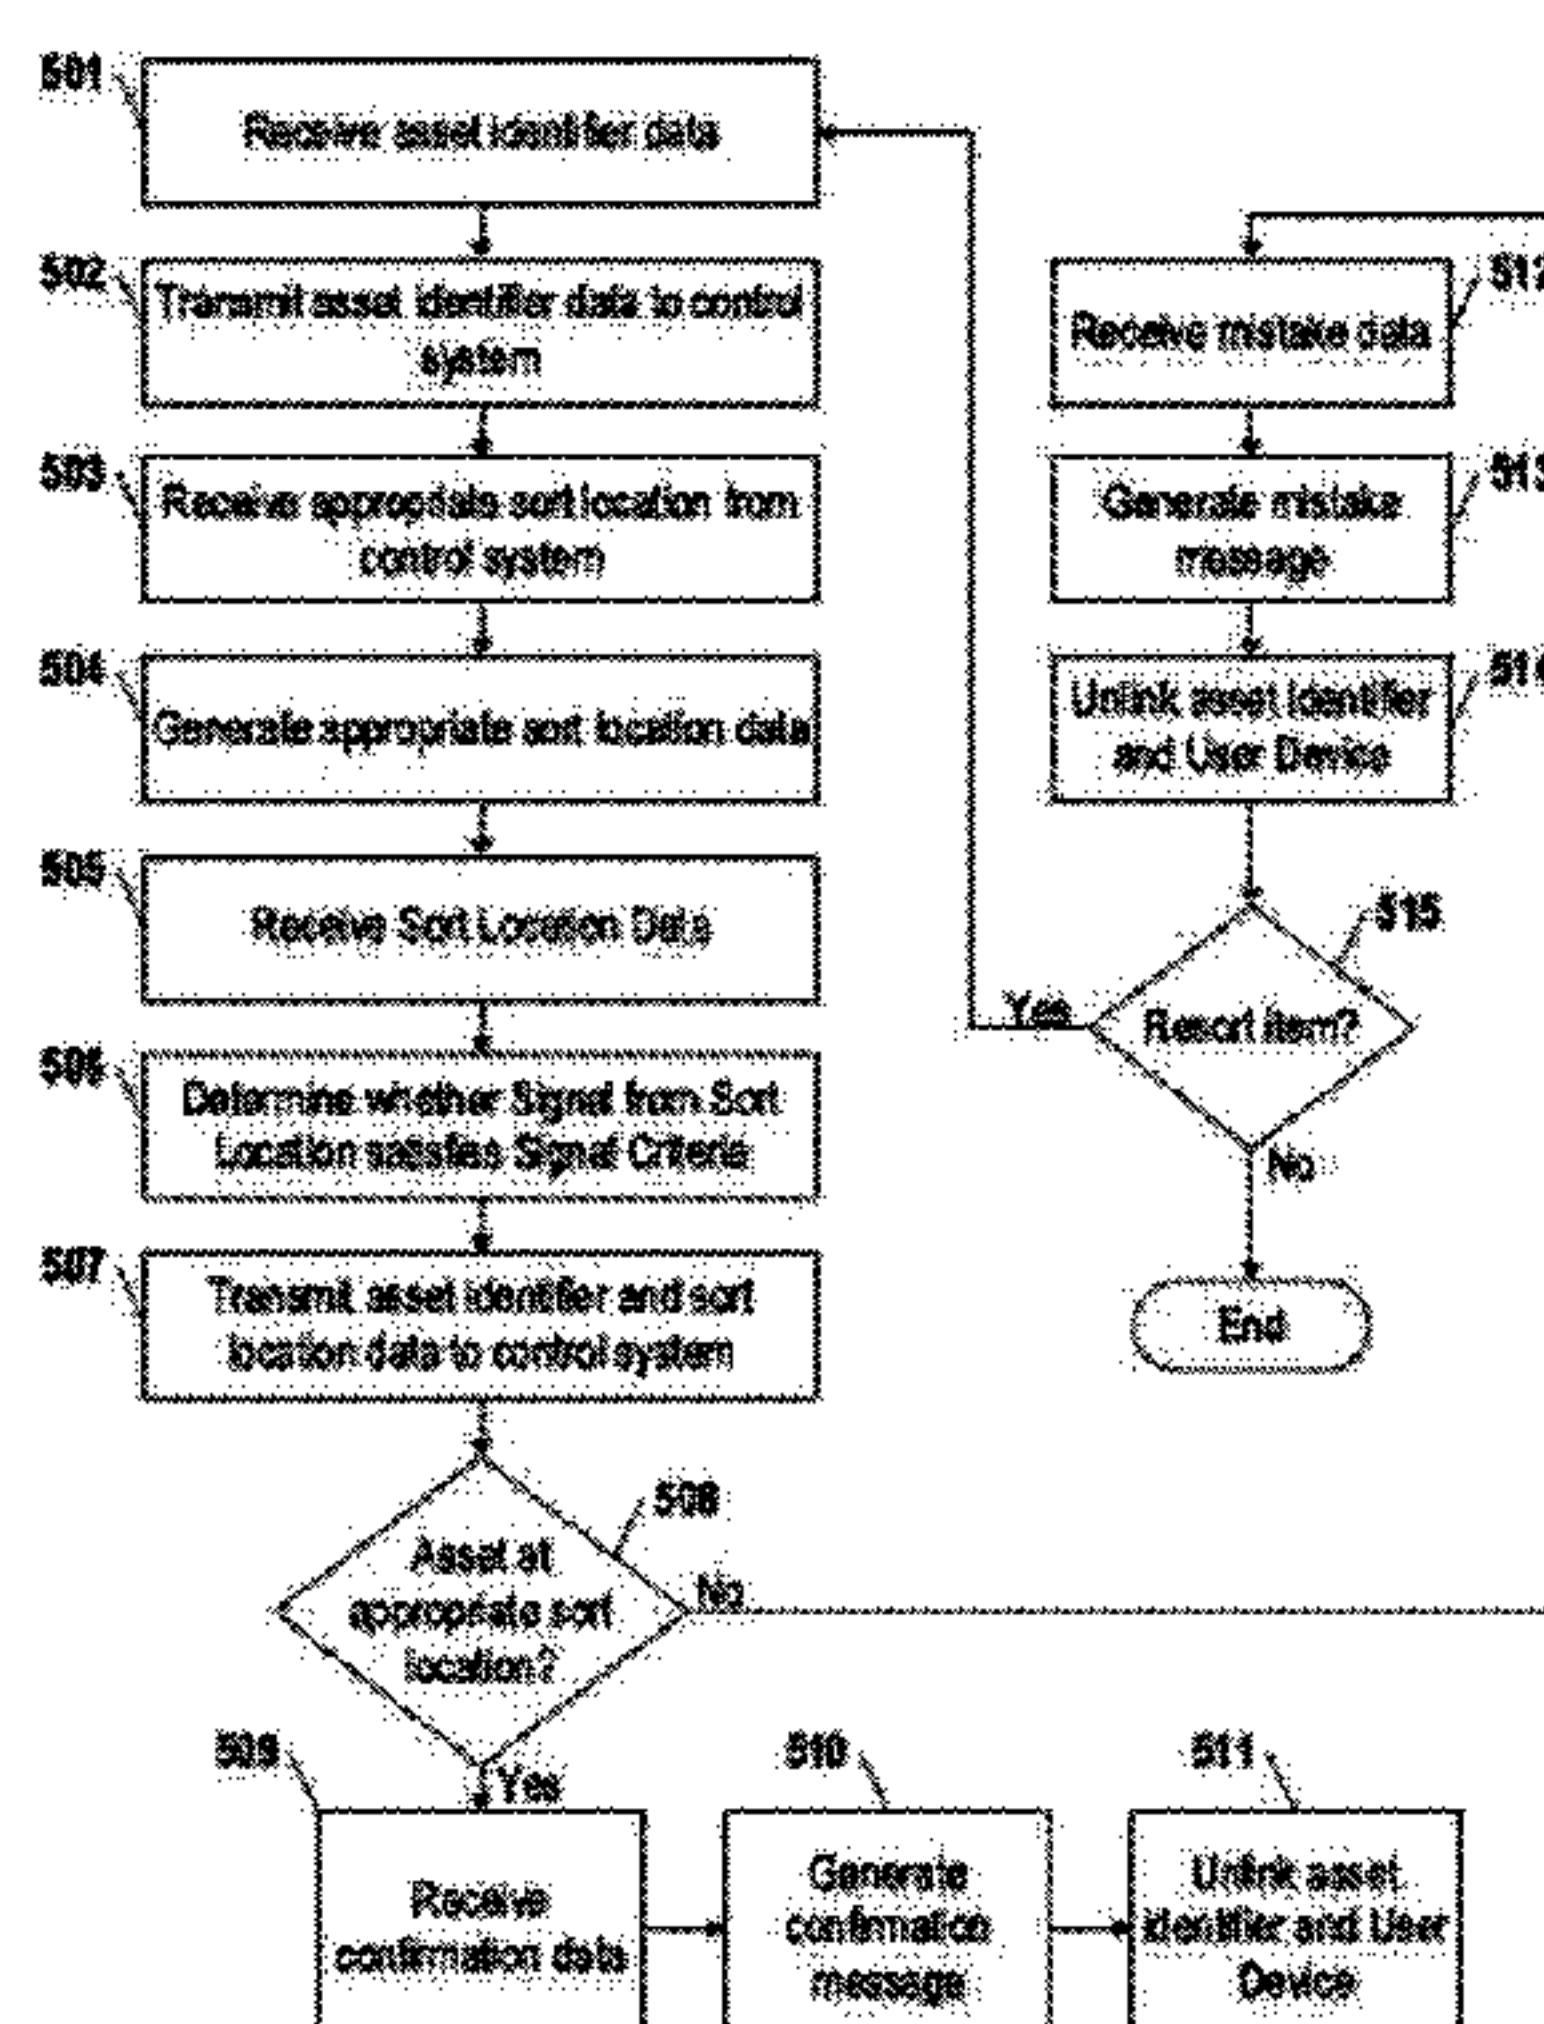 501
Receive asset identifier data
502
Transmit asset identifier data to control
system
503
Receive appropriate sort location from
control system
504
Generate appropriate sort location data
505
Receive Sort Location Data
506
Determine whether Signal from Sort
Location satisfies Signal Criteria
507
Transmit asset identifier and sort
location data to control system
508
Asset at
appropriate sort
location?
No
Yes
509
Receive
confirmation data
510
Generate
confirmation
message
511
Unlink asset
identifier and User
Device
512
Receive mistake data
513
Generate mistake
message
514
Unlink asset identifier
and User Device
515
Resort item?
Yes
No
End